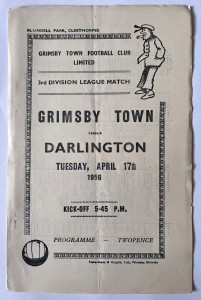 BLUNDELL PARK, CLEETHORPES
GRIMSBY TOWN FOOTBALL CLUB
LIMITED
3rd DIVISION LEAGUE MATCH
GRIMSBY TOWN
versus
DARLINGTON
TUESDAY, APRIL 17th
1956
KICK-OFF 5-45 P.M.
PROGRAMME — TWOPENCE